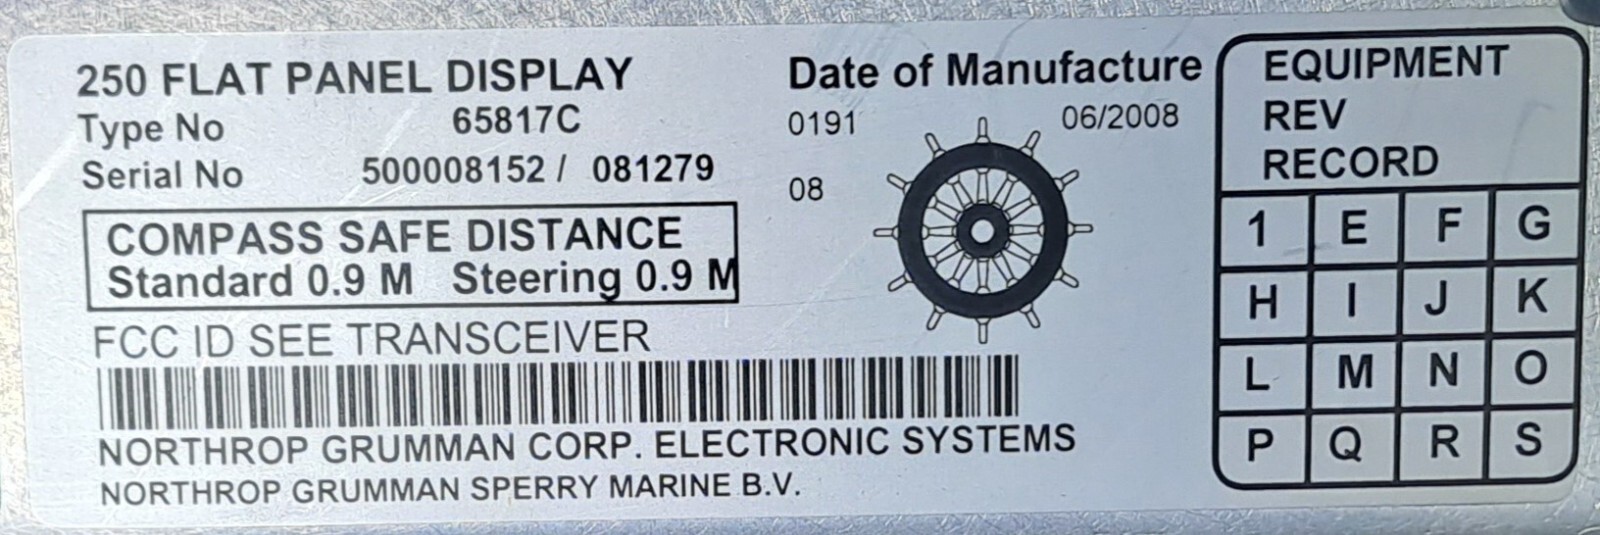 250 FLAT PANEL DISPLAY
Type No 65817C
Serial No 500008152 / 081279
COMPASS SAFE DISTANCE
Standard 0.9 M Steering 0.9 M
FCC ID SEE TRANSCEIVER
NORTHROP GRUMMAN CORP. ELECTRONIC SYSTEMS
NORTHROP GRUMMAN SPERRY MARINE B.V.
Date of Manufacture
0191 06/2008
08
EQUIPMENT
REV
RECORD
1 E F G
H I J K
L M N O
P Q R S